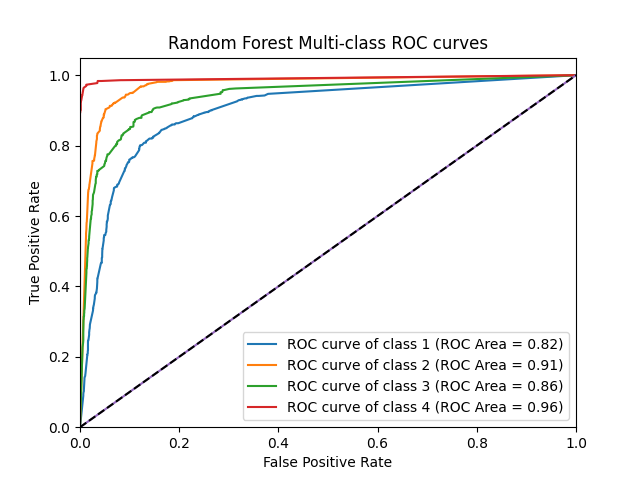 Random Forest Multi-class ROC curves
1.0
0.8
0.6
0.4
0.2
0.0
True Positive Rate
ROC curve of class 1 (ROC Area = 0.82)
ROC curve of class 2 (ROC Area = 0.91)
ROC curve of class 3 (ROC Area = 0.86)
ROC curve of class 4 (ROC Area = 0.96)
0.0 0.2 0.4 0.6 0.8 1.0
False Positive Rate